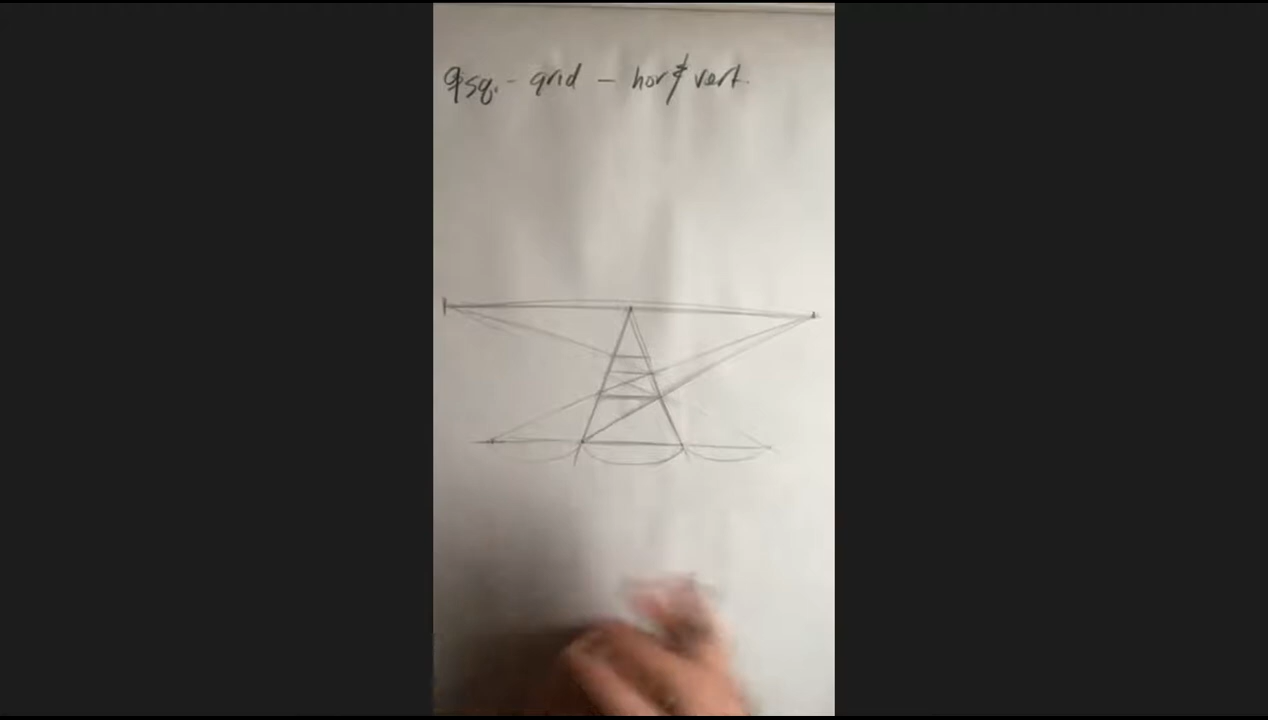 9sq. - grid - hor & vert.